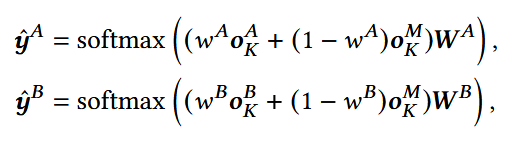 ŷ^A = softmax((w^A o_K^A + (1 − w^A)o_K^M)W^A),
ŷ^B = softmax((w^B o_K^B + (1 − w^B)o_K^M)W^B),